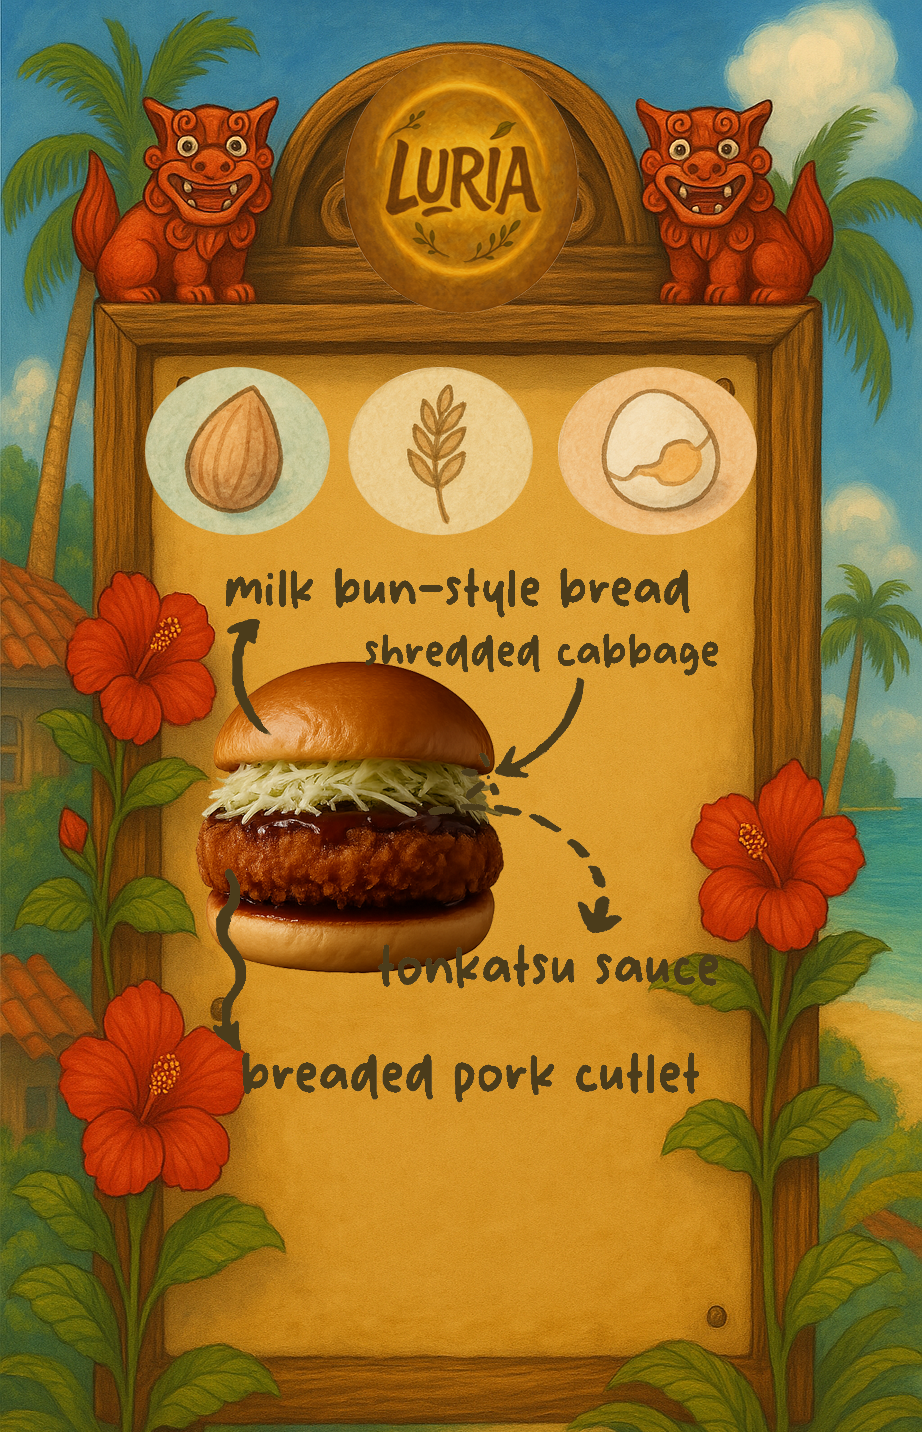 LURIA
milk bun-style bread
shredded cabbage
tonkatsu sauce
breaded pork cutlet